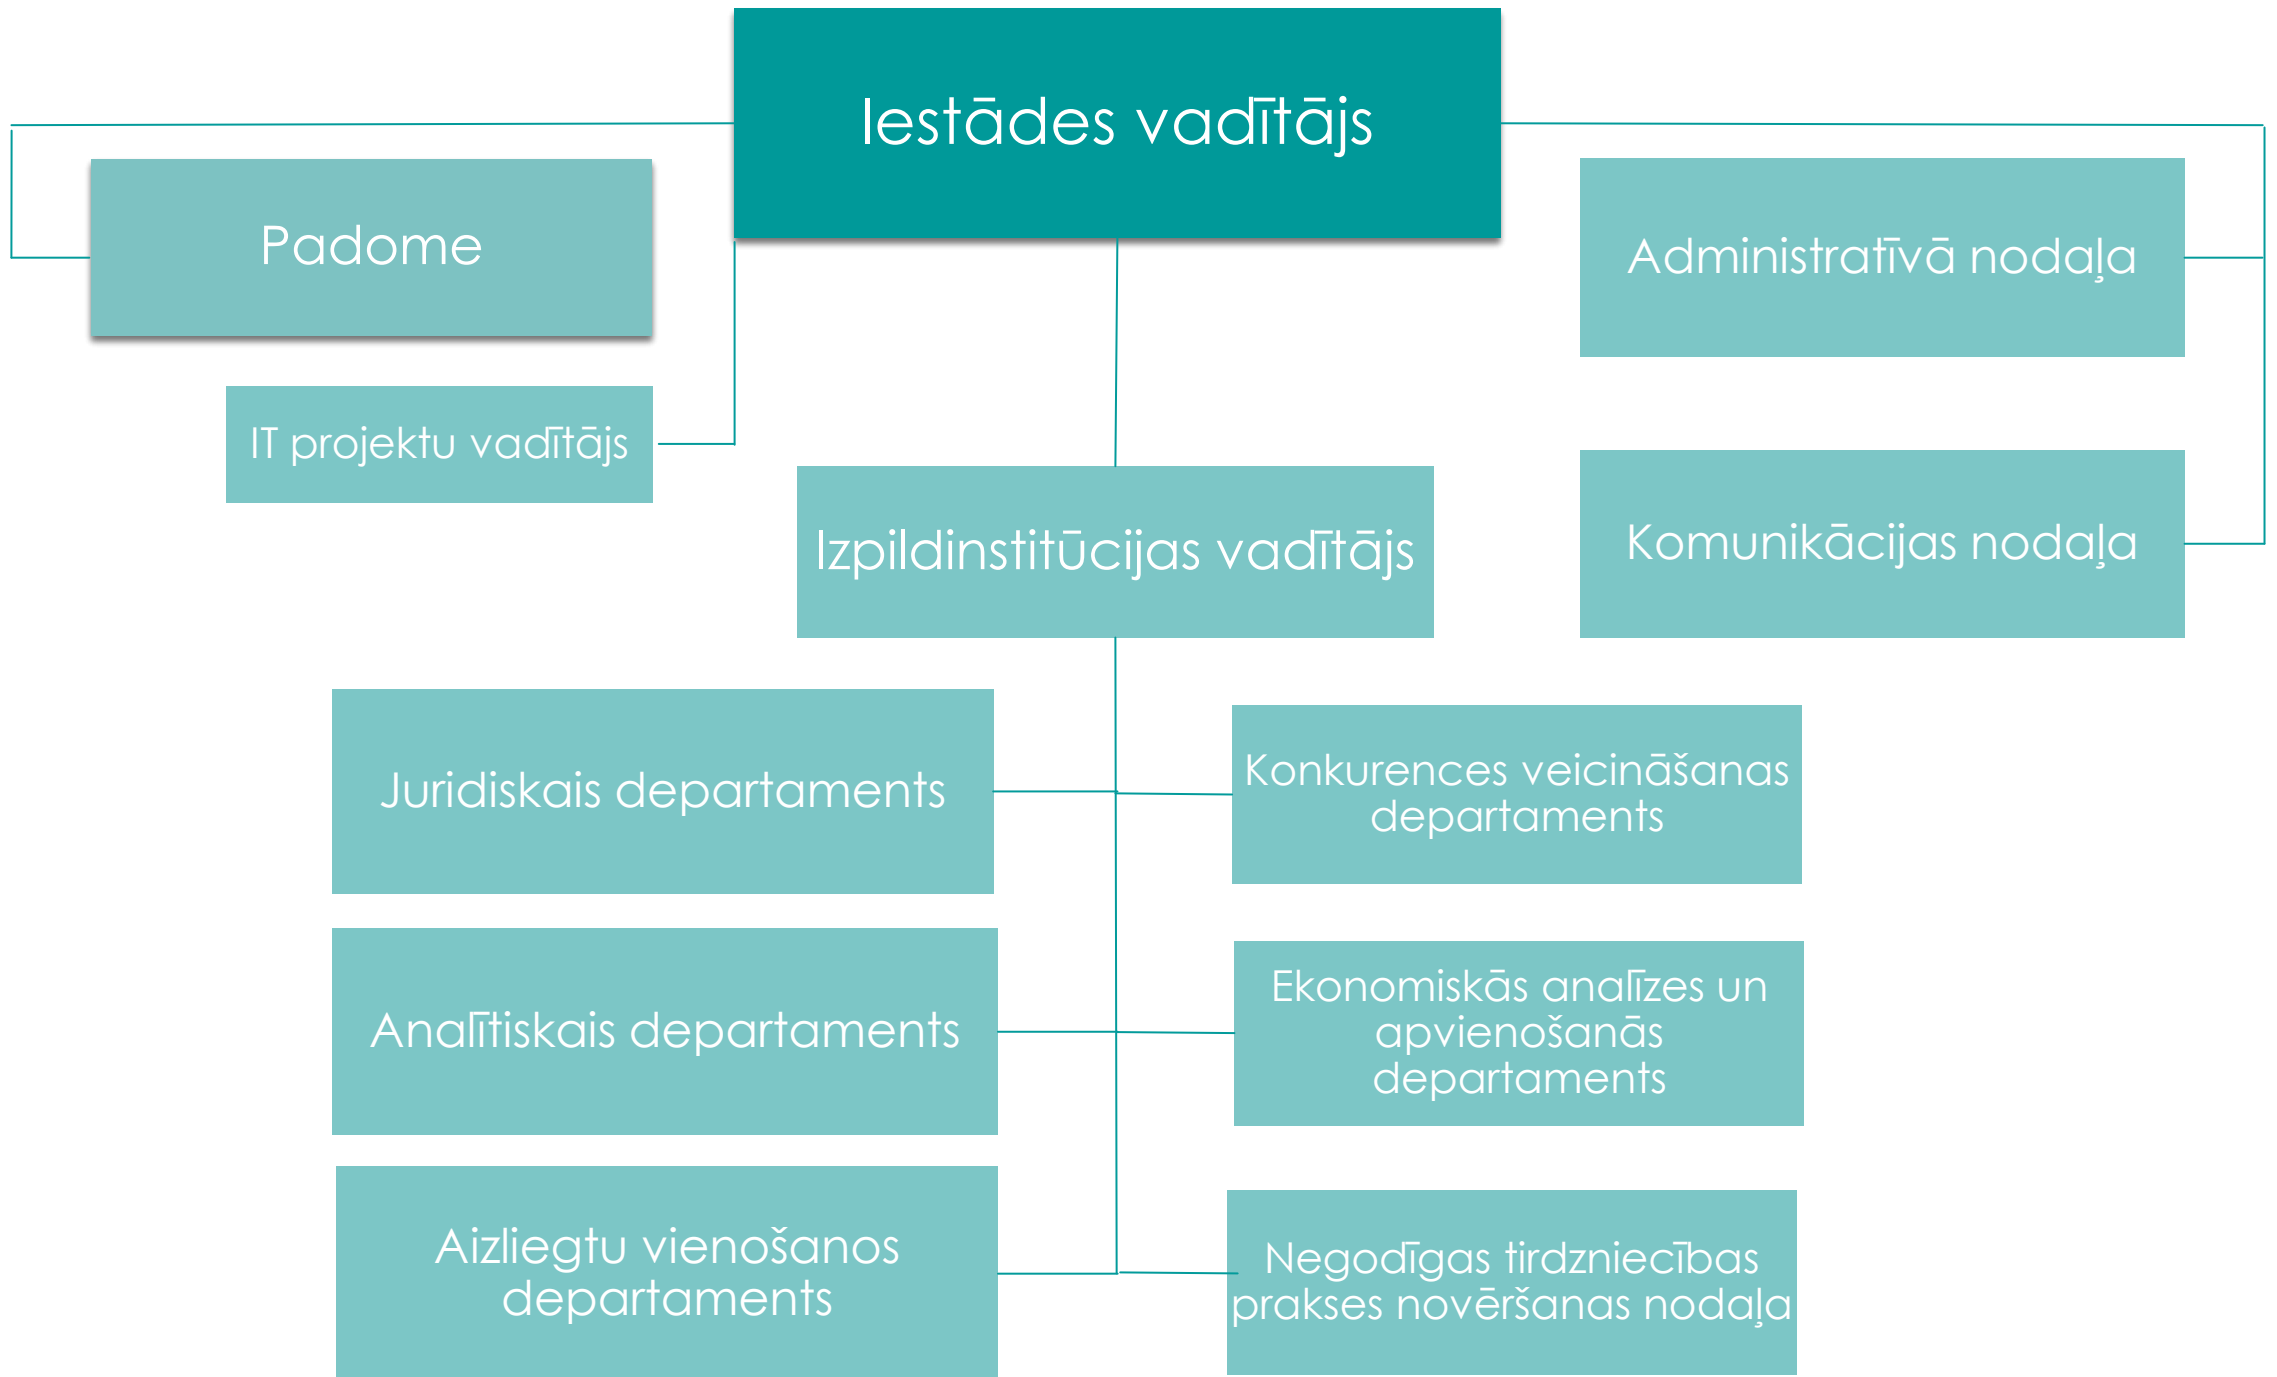 Iestādes vadītājs
Padome
Administratīvā nodaļa
IT projektu vadītājs
Izpildinstitūcijas vadītājs
Komunikācijas nodaļa
Juridiskais departaments
Konkurences veicināšanas
departaments
Analītiskais departaments
Ekonomiskās analīzes un
apvienošanās
departaments
Aizliegtu vienošanos
departaments
Negodīgas tirdzniecības
prakses novēršanas nodaļa